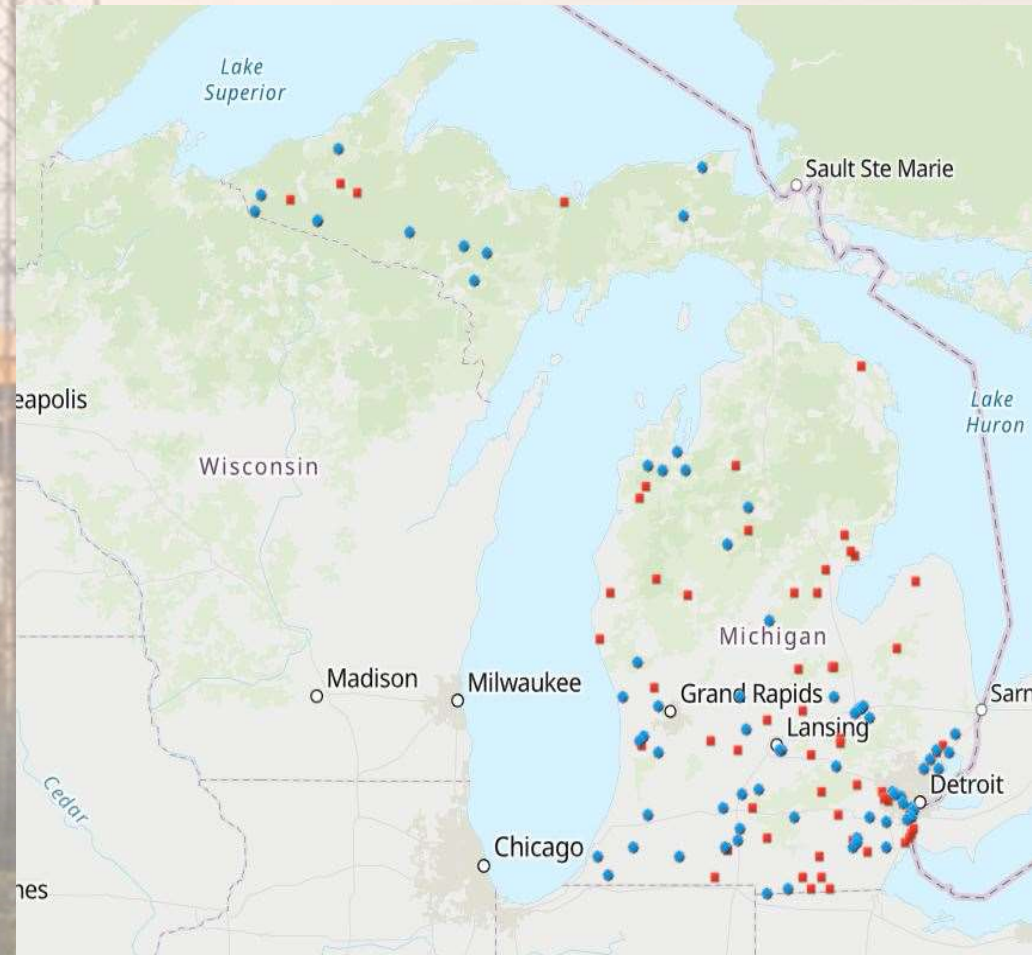 Lake
Superior
Sault Ste Marie
eapolis
Lake
Huron
Wisconsin
Michigan
Madison
Milwaukee
Grand Rapids
Sarn
Lansing
Cedar
Detroit
Chicago
nes